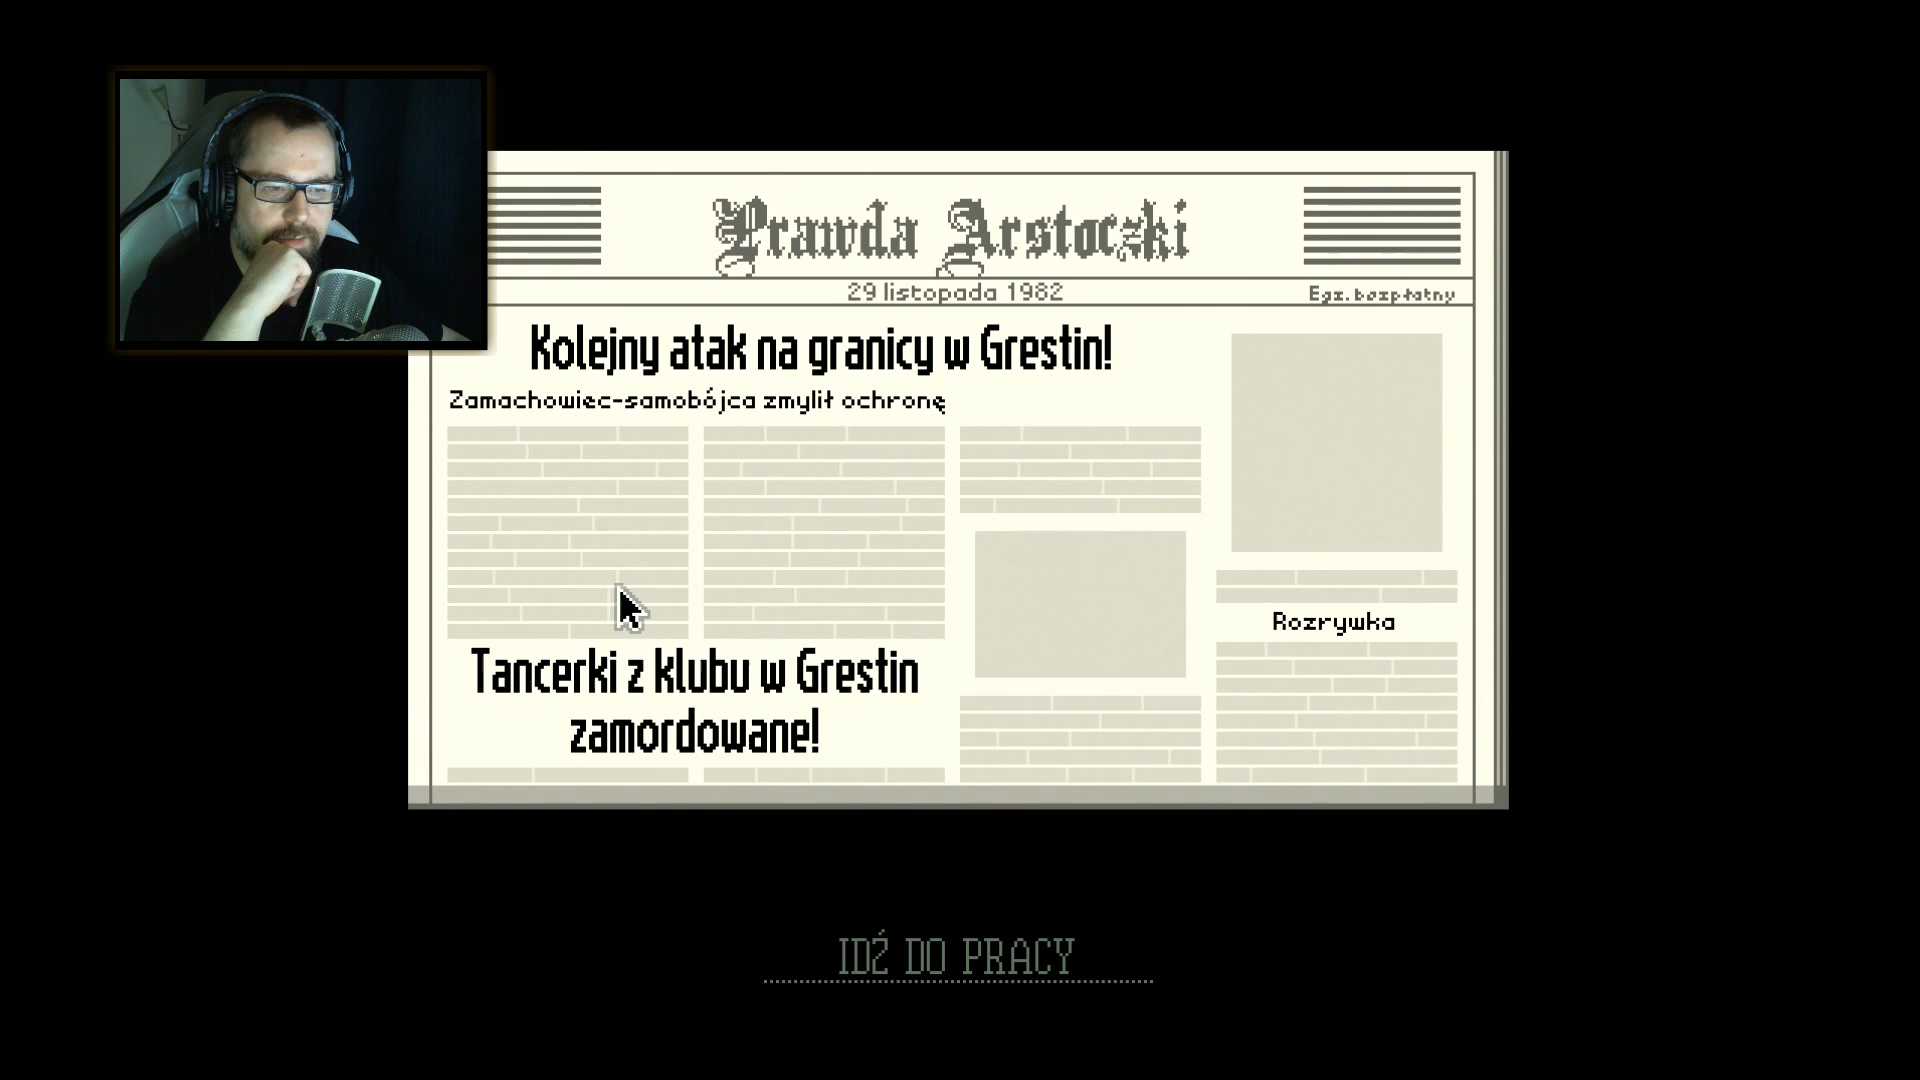 Prawda Arstoczki
29 listopada 1982
Egz. bezpłatny
Kolejny atak na granicy w Grestin!
Zamachowiec-samobójca zmylił ochronę
Tancerki z klubu w Grestin
zamordowane!
Rozrywka
IDŹ DO PRACY